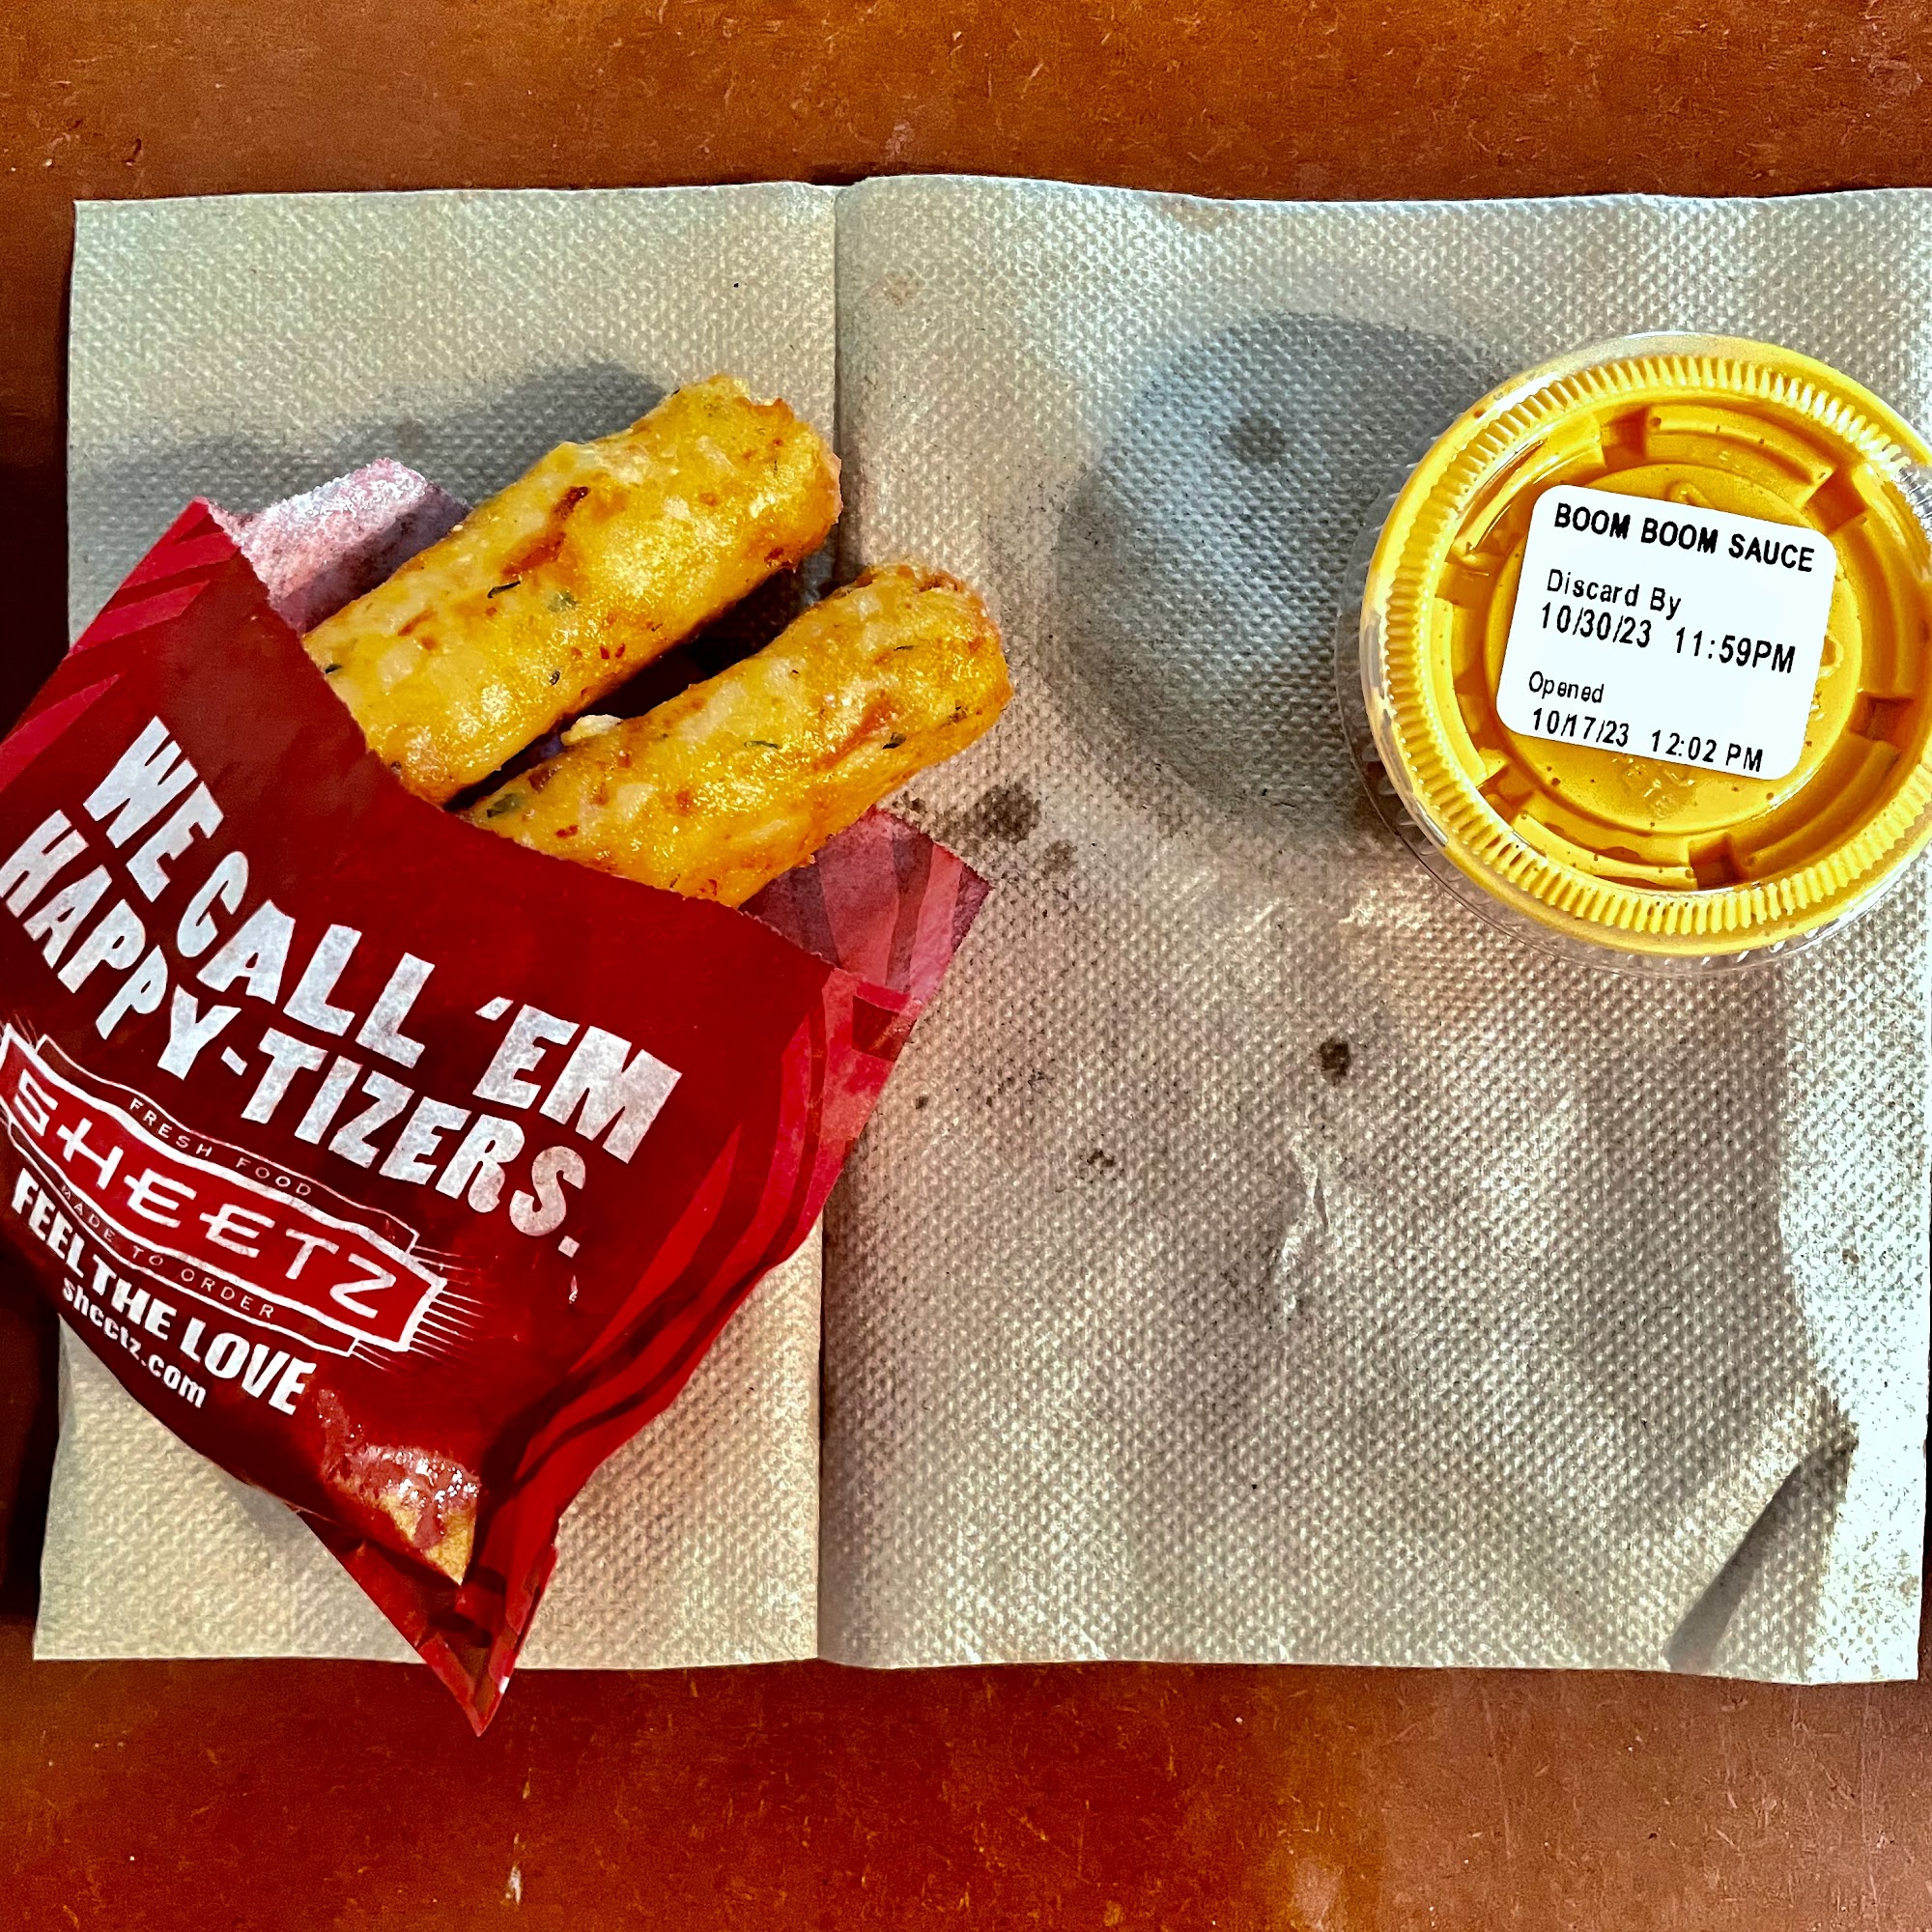 WE CALL 'EM
HAPPY-TIZERS.
FRESH FOOD
SHEETZ
MADE TO ORDER
FEEL THE LOVE
sheetz.com
BOOM BOOM SAUCE
Discard By
10/30/23 11:59PM
Opened
10/17/23 12:02 PM